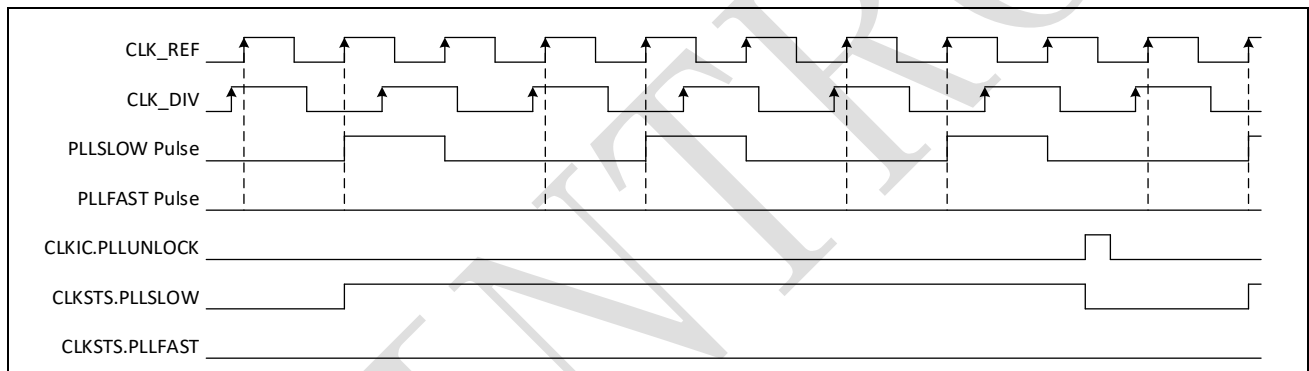 CLK_REF
CLK_DIV
PLLSLOW Pulse
PLLFAST Pulse
CLKIC.PLLUNLOCK
CLKSTS.PLLSLOW
CLKSTS.PLLFAST